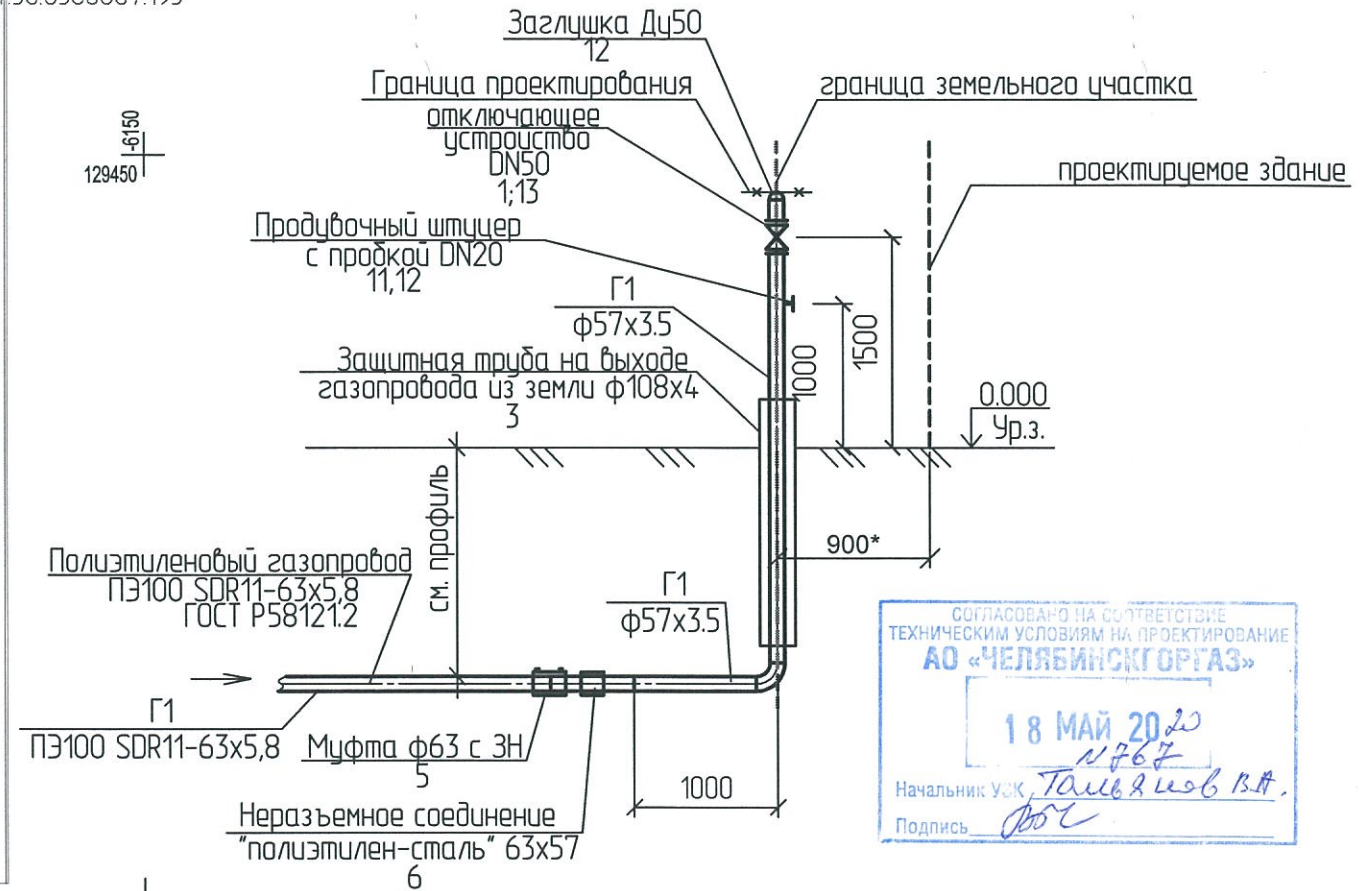 Заглушка Ду50
12
Граница проектирования
граница земельного участка
отключающее
устройство
DN50
1;13
-6150
129450
проектируемое здание
Продувочный штуцер
с пробкой DN20
11,12
Г1
ф57х3.5
1000
1500
Защитная труба на выходе
газопровода из земли ф108х4
3
0.000
Ур.з.
см. профиль
900*
Полиэтиленовый газопровод
ПЭ100 SDR11-63х5,8
ГОСТ Р58121.2
Г1
ф57х3.5
Г1
ПЭ100 SDR11-63х5,8
Муфта ф63 с ЗН
5
1000
Неразъемное соединение
"полиэтилен-сталь" 63х57
6
СОГЛАСОВАНО НА СООТВЕТСТВИЕ
ТЕХНИЧЕСКИМ УСЛОВИЯМ НА ПРОЕКТИРОВАНИЕ
АО «ЧЕЛЯБИНСКГОРГАЗ»
18 МАЙ 2020
N767
Начальник УСК
В.А.
Подпись